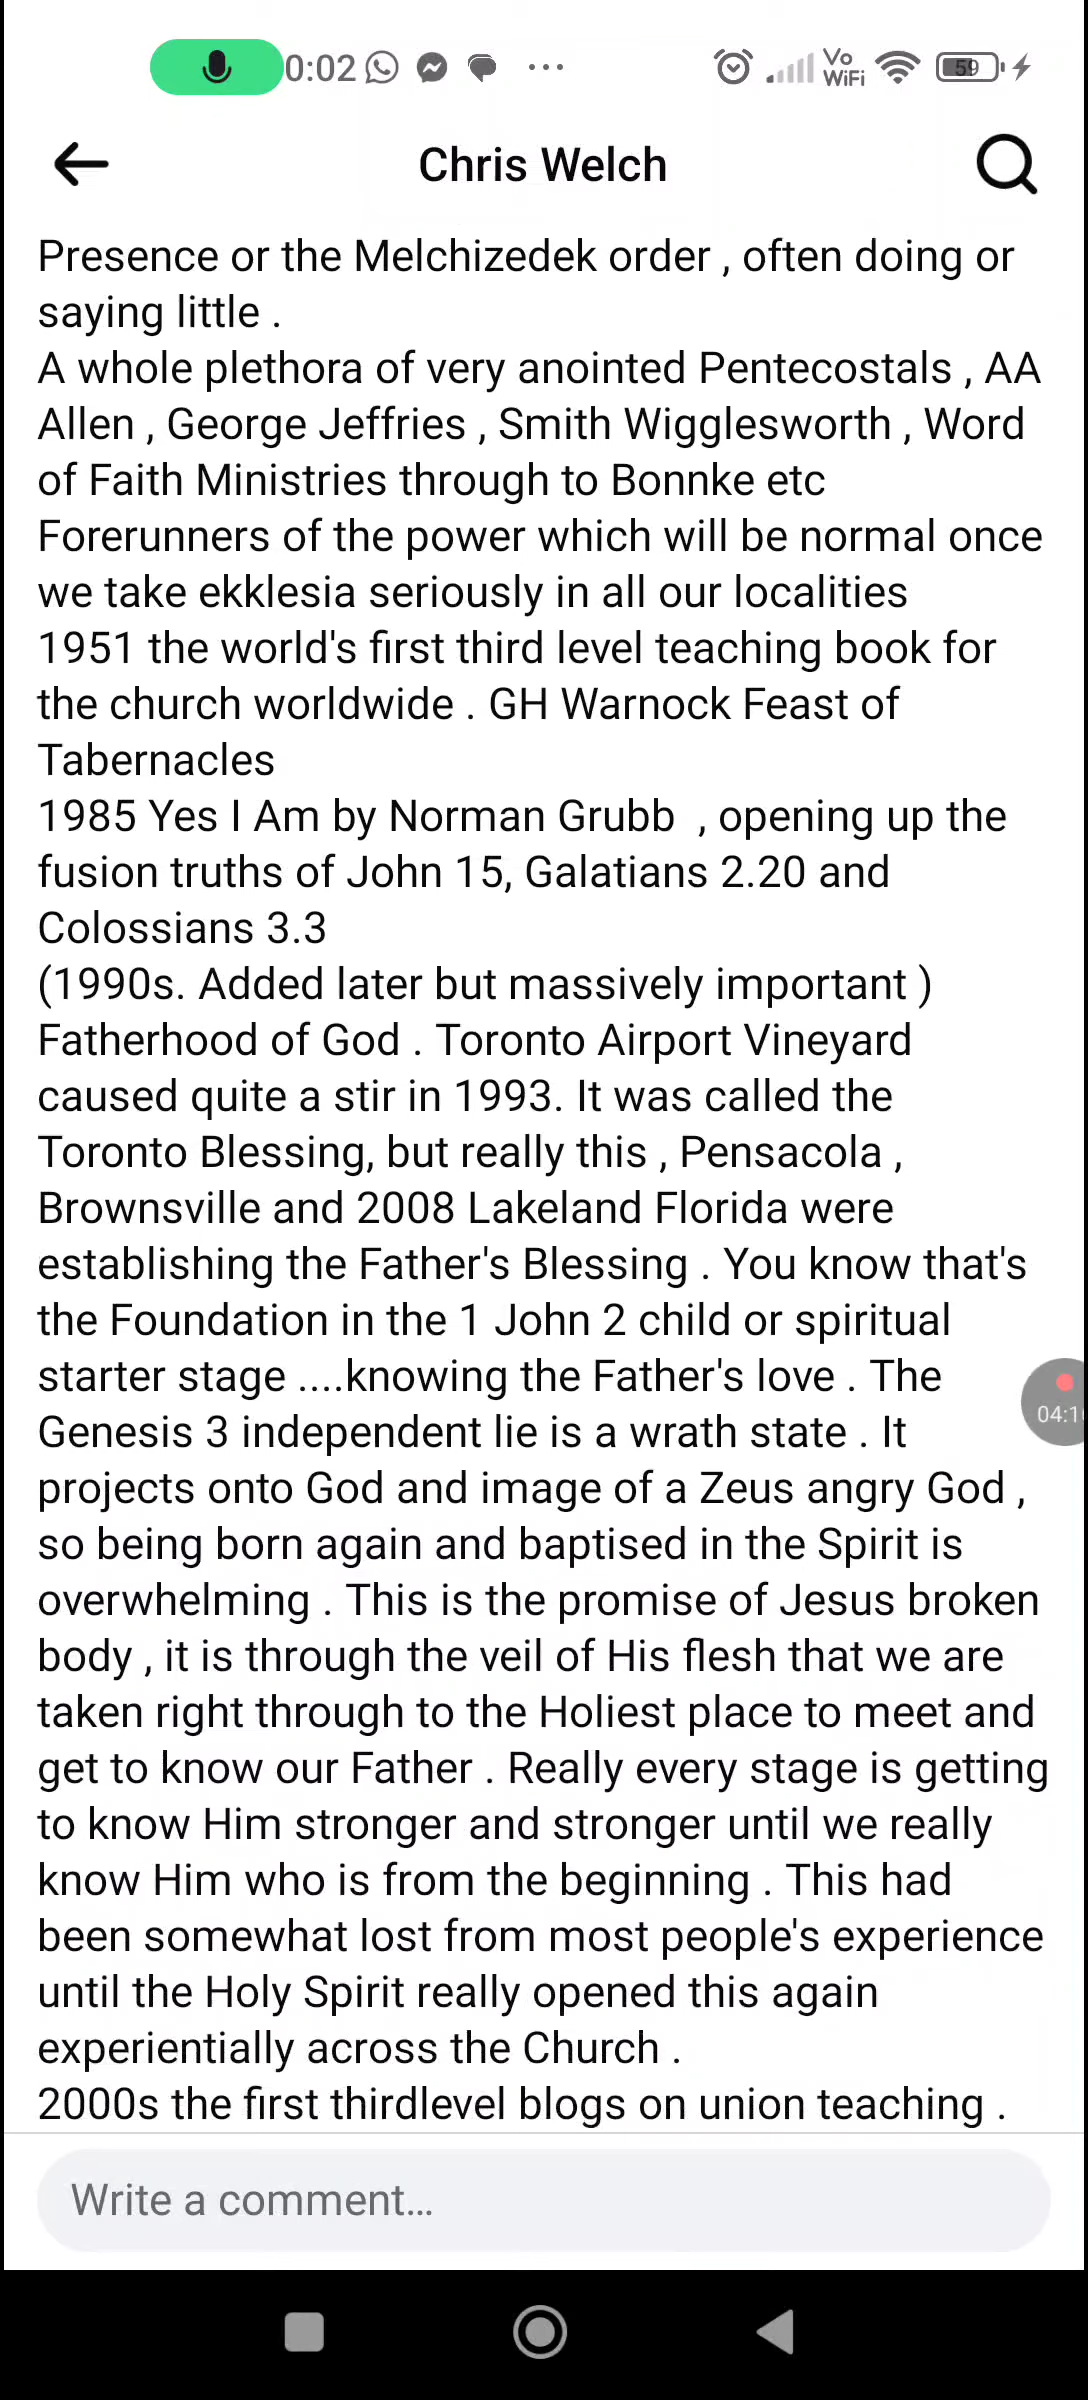 0:02
Vo
WiFi
59
Chris Welch
Presence or the Melchizedek order , often doing or
saying little .
A whole plethora of very anointed Pentecostals , AA
Allen , George Jeffries , Smith Wigglesworth , Word
of Faith Ministries through to Bonnke etc
Forerunners of the power which will be normal once
we take ekklesia seriously in all our localities
1951 the world's first third level teaching book for
the church worldwide . GH Warnock Feast of
Tabernacles
1985 Yes I Am by Norman Grubb  , opening up the
fusion truths of John 15, Galatians 2.20 and
Colossians 3.3
(1990s. Added later but massively important )
Fatherhood of God . Toronto Airport Vineyard
caused quite a stir in 1993. It was called the
Toronto Blessing, but really this , Pensacola ,
Brownsville and 2008 Lakeland Florida were
establishing the Father's Blessing . You know that's
the Foundation in the 1 John 2 child or spiritual
starter stage ....knowing the Father's love . The
Genesis 3 independent lie is a wrath state . It
projects onto God and image of a Zeus angry God ,
so being born again and baptised in the Spirit is
overwhelming . This is the promise of Jesus broken
body , it is through the veil of His flesh that we are
taken right through to the Holiest place to meet and
get to know our Father . Really every stage is getting
to know Him stronger and stronger until we really
know Him who is from the beginning . This had
been somewhat lost from most people's experience
until the Holy Spirit really opened this again
experientially across the Church .
2000s the first thirdlevel blogs on union teaching .
Write a comment...